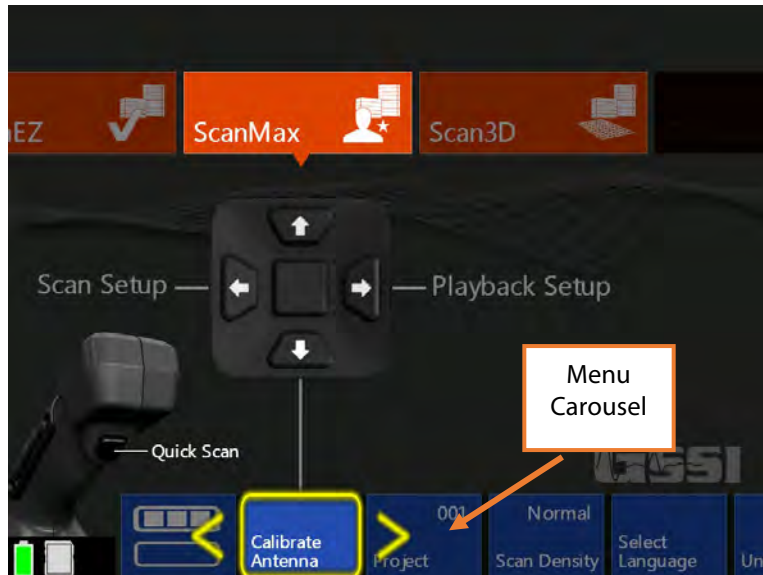 ScanMax
Scan3D
Scan Setup
Playback Setup
Menu
Carousel
Quick Scan
GSSI
Calibrate
Antenna
001
Project
Normal
Scan Density
Select
Language